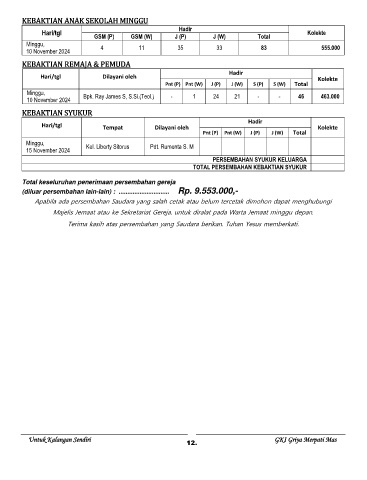 KEBAKTIAN ANAK SEKOLAH MINGGU
Hari/tgl Hadir Kolekte
GSM (P) GSM (W) J (P) J (W) Total
Minggu, 10 November 2024 4 11 35 33 83 555.000
KEBAKTIAN REMAJA & PEMUDA
Hari/tgl Dilayani oleh Hadir Kolekte
Pnt (P) Pnt (W) J (P) J (W) S (P) S (W) Total
Minggu, 10 November 2024 Bpk. Ray James S, S.Si.(Teol.) - 1 24 21 - - 46 463.000
KEBAKTIAN SYUKUR
Hari/tgl Tempat Dilayani oleh Hadir Kolekte
Pnt (P) Pnt (W) J (P) J (W) Total
Minggu, 15 November 2024 Kel. Liberty Sitorus Pdt. Rumenta S. M
PERSEMBAHAN SYUKUR KELUARGA
TOTAL PERSEMBAHAN KEBAKTIAN SYUKUR
Total keseluruhan penerimaan persembahan gereja
(diluar persembahan lain-lain) : ........................... Rp. 9.553.000,-
Apabila ada persembahan Saudara yang salah cetak atau belum tercetak dimohon dapat menghubungi
Majelis Jemaat atau ke Sekretariat Gereja, untuk diralat pada Warta Jemaat minggu depan.
Terima kasih atas persembahan yang Saudara berikan. Tuhan Yesus memberkati.
Untuk Kalangan Sendiri 12. GKI Griya Merpati Mas